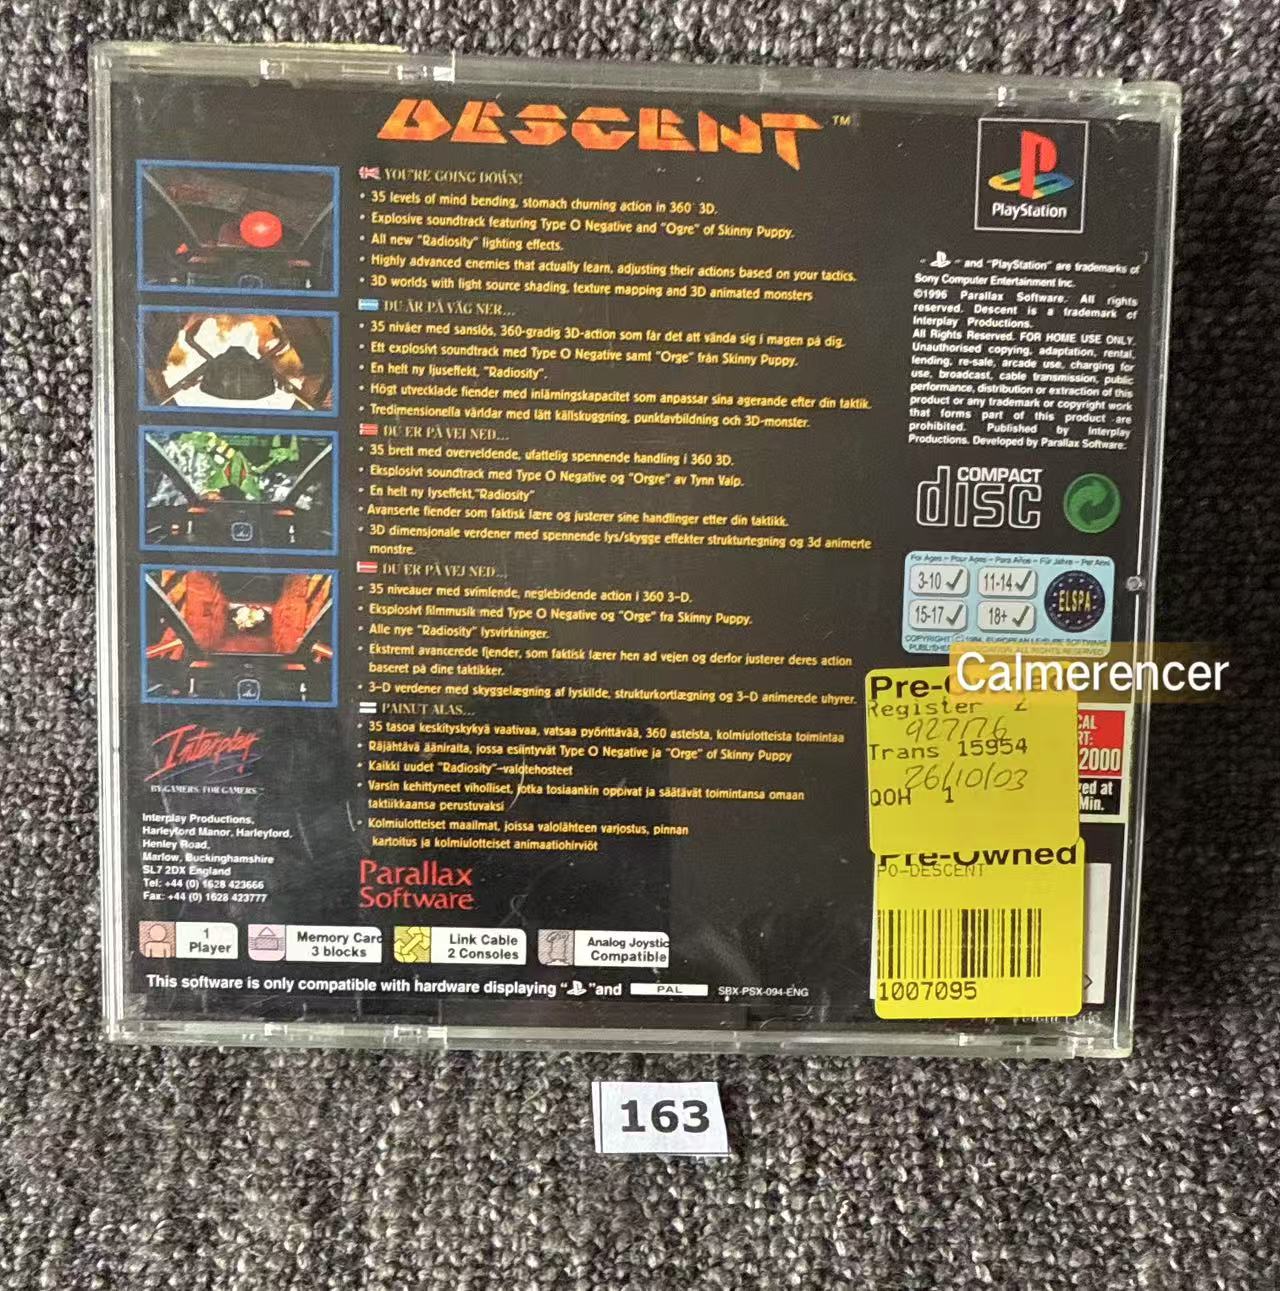 DESCENT™
YOU'RE GOING DOWN!
• 35 levels of mind bending, stomach churning action in 360° 3D.
• Explosive soundtrack featuring Type O Negative and "Ogre" of Skinny Puppy.
• All new "Radiosity" lighting effects.
• Highly advanced enemies that actually learn, adjusting their actions based on your tactics.
• 3D worlds with light source shading, texture mapping and 3D animated monsters
DU ÄR PÅ VÄG NER...
• 35 nivåer med sanslös, 360-gradig 3D-action som får det att vända sig i magen på dig.
• Ett explosivt soundtrack med Type O Negative samt "Orge" från Skinny Puppy.
• En helt ny ljuseffekt, "Radiosity".
• Högt utvecklade fiender med inlärningskapacitet som anpassar sina agerande efter din taktik.
• Tredimensionella världar med lätt källskuggning, punktavbildning och 3D-monster.
DU ER PÅ VEI NED...
• 35 brett med overveldende, ufattelig spennende handling i 360 3D.
• Eksplosivt soundtrack med Type O Negative og "Orgre" av Tynn Valp.
• En helt ny lyseffekt,"Radiosity"
• Avanserte fiender som faktisk lære og justerer sine handlinger etter din taktikk.
• 3D dimensjonale verdener med spennende lys/skygge effekter strukturtegning og 3d animerte
monstre.
DU ER PÅ VEJ NED...
• 35 niveauer med svimlende, neglebidende action i 360 3-D.
• Eksplosivt filmmusik med Type O Negative og "Orge" fra Skinny Puppy.
• Alle nye "Radiosity" lysvirkninger.
• Ekstremt avancerede fjender, som faktisk lærer hen ad vejen og derfor justerer deres action
baseret på dine taktikker.
• 3-D verdener med skyggelægning af lyskilde, strukturkortlægning og 3-D animerede uhyrer.
PAINUT ALAS...
• 35 tasoa keskityskykyä vaativaa, vatsaa pyörittävää, 360 asteista, kolmiulotteista toimintaa
• Räjähtävä ääniraita, jossa esiintyvät Type O Negative ja "Orge" of Skinny Puppy
• Kaikki uudet "Radiosity"-valotehosteet
• Varsin kehittyneet viholliset, jotka tosiaankin oppivat ja säätävät toimintansa omaan
taktiikkaansa perustuvaksi
• Kolmiulotteiset maailmat, joissa valolähteen varjostus, pinnan
kartoitus ja kolmiulotteiset animaatiohirviöt
Interplay
BY GAMERS. FOR GAMERS.
Interplay Productions,
Harleyford Manor, Harleyford,
Henley Road,
Marlow, Buckinghamshire
SL7 2DX England
Tel: +44 (0) 1628 423666
Fax: +44 (0) 1628 423777
Parallax
Software
1
Player
Memory Card
3 blocks
Link Cable
2 Consoles
Analog Joystic
Compatible
This software is only compatible with hardware displaying " " and PAL SBX-PSX-094-ENG
PlayStation
" " and "PlayStation" are trademarks of
Sony Computer Entertainment Inc.
©1996 Parallax Software. All rights
reserved. Descent is a trademark of
Interplay Productions.
All Rights Reserved. FOR HOME USE ONLY.
Unauthorised copying, adaptation, rental,
lending, re-sale, arcade use, charging for
use, broadcast, cable transmission, public
performance, distribution or extraction of this
product or any trademark or copyright work
that forms part of this product are
prohibited. Published by Interplay
Productions. Developed by Parallax Software.
COMPACT
disc
For Ages – Pour Ages – Para Años – Für Jahre – Per Anni
3-10 ✓ 11-14 ✓
15-17 ✓ 18+ ✓
ELSPA
Calmerencer
Register 2
927176
Trans 15954
26/10/03
QOH 1
2000
Min.
Pre-Owned
PO-DESCENT
1007095
163